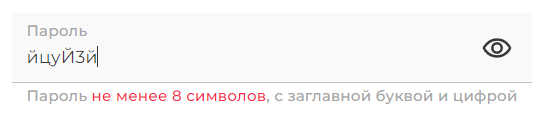 Пароль
йцуЙ3й
Пароль не менее 8 символов, с заглавной буквой и цифрой